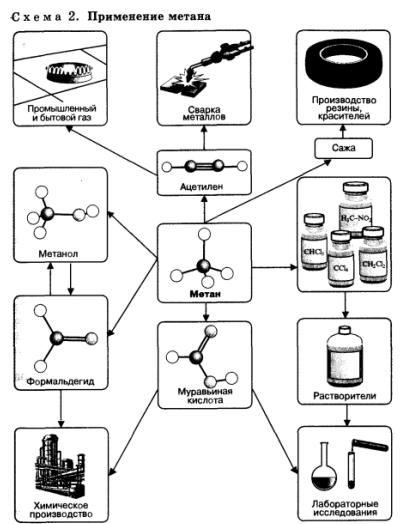 Схема 2. Применение метана
Промышленный
и бытовой газ
Сварка
металлов
Производство
резины,
красителей
Сажа
Ацетилен
Метанол
Метан
H₃C–NO₂
CHCl₃
CCl₄
CH₂Cl₂
Формальдегид
Муравьиная
кислота
Растворители
Химическое
производство
Лабораторные
исследования